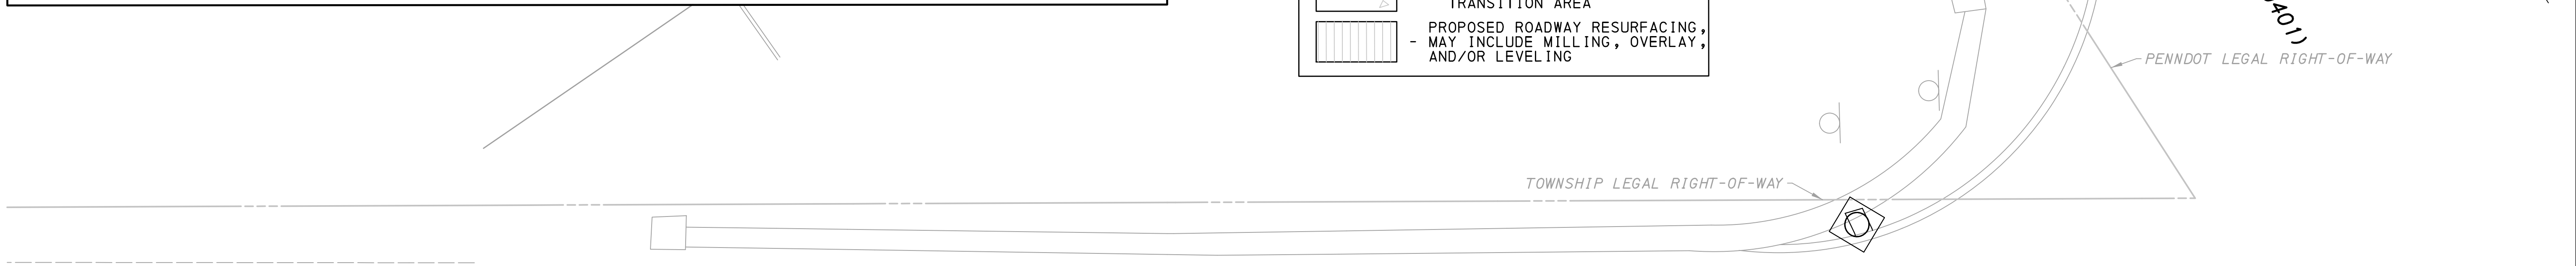 TRANSITION AREA
- PROPOSED ROADWAY RESURFACING,
MAY INCLUDE MILLING, OVERLAY,
AND/OR LEVELING
401)
PENNDOT LEGAL RIGHT-OF-WAY
TOWNSHIP LEGAL RIGHT-OF-WAY